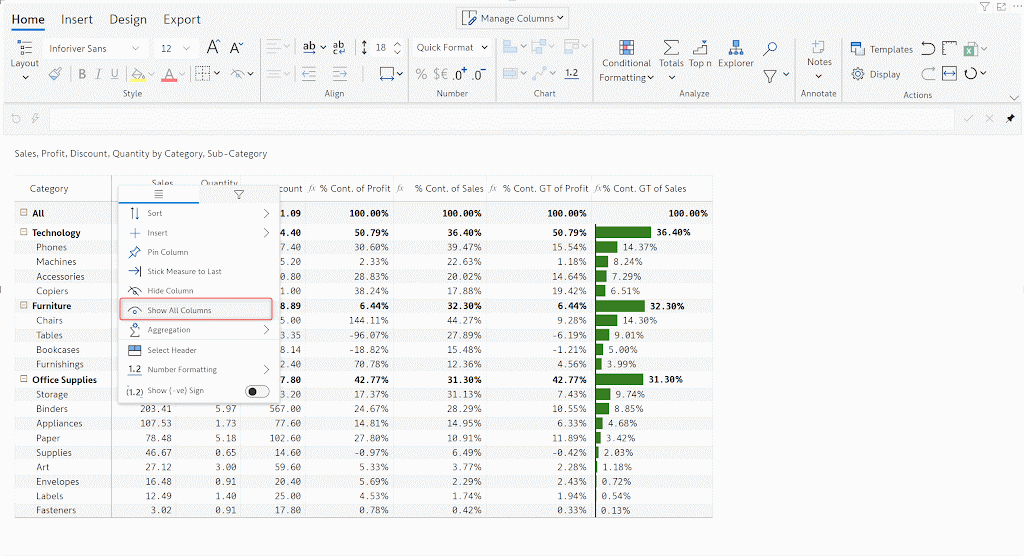 Manage Columns
Home Insert Design Export
Layout
Inforiver Sans 12 A A
B I U A
Style
ab ab c 18
Align
Quick Format
% $€ .0+ .0-
Number
1.2
Chart
Conditional Formatting Totals Top n Explorer
Analyze
Notes
Annotate
Templates
Display
Actions
Sales, Profit, Discount, Quantity by Category, Sub-Category
Category Sales Quantity count fx % Cont. of Profit fx % Cont. of Sales fx % Cont. GT of Profit fx % Cont. GT of Sales
All 1.09 100.00% 100.00% 100.00% 100.00%
Technology 4.40 50.79% 36.40% 50.79% 36.40%
Phones 7.40 30.60% 39.47% 15.54% 14.37%
Machines 5.20 2.33% 22.63% 1.18% 8.24%
Accessories 0.80 28.83% 20.02% 14.64% 7.29%
Copiers 1.00 38.24% 17.88% 19.42% 6.51%
Furniture 8.89 6.44% 32.30% 6.44% 32.30%
Chairs 5.00 144.11% 44.27% 9.28% 14.30%
Tables 3.35 -96.07% 27.89% -6.19% 9.01%
Bookcases 8.14 -18.82% 15.48% -1.21% 5.00%
Furnishings 2.40 70.78% 12.36% 4.56% 3.99%
Office Supplies 7.80 42.77% 31.30% 42.77% 31.30%
Storage 3.20 17.37% 31.13% 7.43% 9.74%
Binders 203.41 5.97 567.00 24.67% 28.29% 10.55% 8.85%
Appliances 107.53 1.73 77.60 14.81% 14.95% 6.33% 4.68%
Paper 78.48 5.18 102.60 27.80% 10.91% 11.89% 3.42%
Supplies 46.67 0.65 14.60 -0.97% 6.49% -0.42% 2.03%
Art 27.12 3.00 59.60 5.33% 3.77% 2.28% 1.18%
Envelopes 16.48 0.91 20.40 5.69% 2.29% 2.43% 0.72%
Labels 12.49 1.40 25.00 4.53% 1.74% 1.94% 0.54%
Fasteners 3.02 0.91 17.80 0.78% 0.42% 0.33% 0.13%
Sort
Insert
Pin Column
Stick Measure to Last
Hide Column
Show All Columns
Aggregation
Select Header
1.2 Number Formatting
(1.2) Show (-ve) Sign